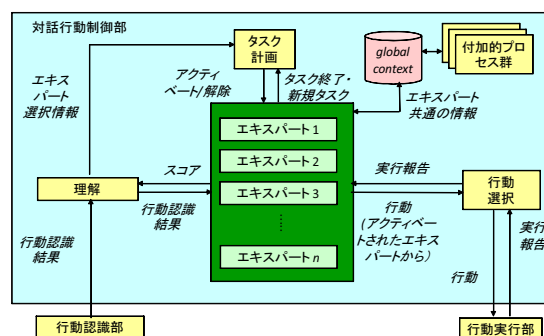 対話行動制御部
タスク
計画
global
context
付加的プロ
セス群
エキス
パート
選択情報
アクティ
ベート/解除
タスク終了・
新規タスク
エキスパート
共通の情報
エキスパート 1
エキスパート 2
エキスパート 3
……
エキスパート n
スコア
理解
行動認識
結果
実行報告
行動
選択
行動
(アクティベー
トされたエキス
パートから）
行動認識
結果
行動
実行
報告
行動認識部
行動実行部